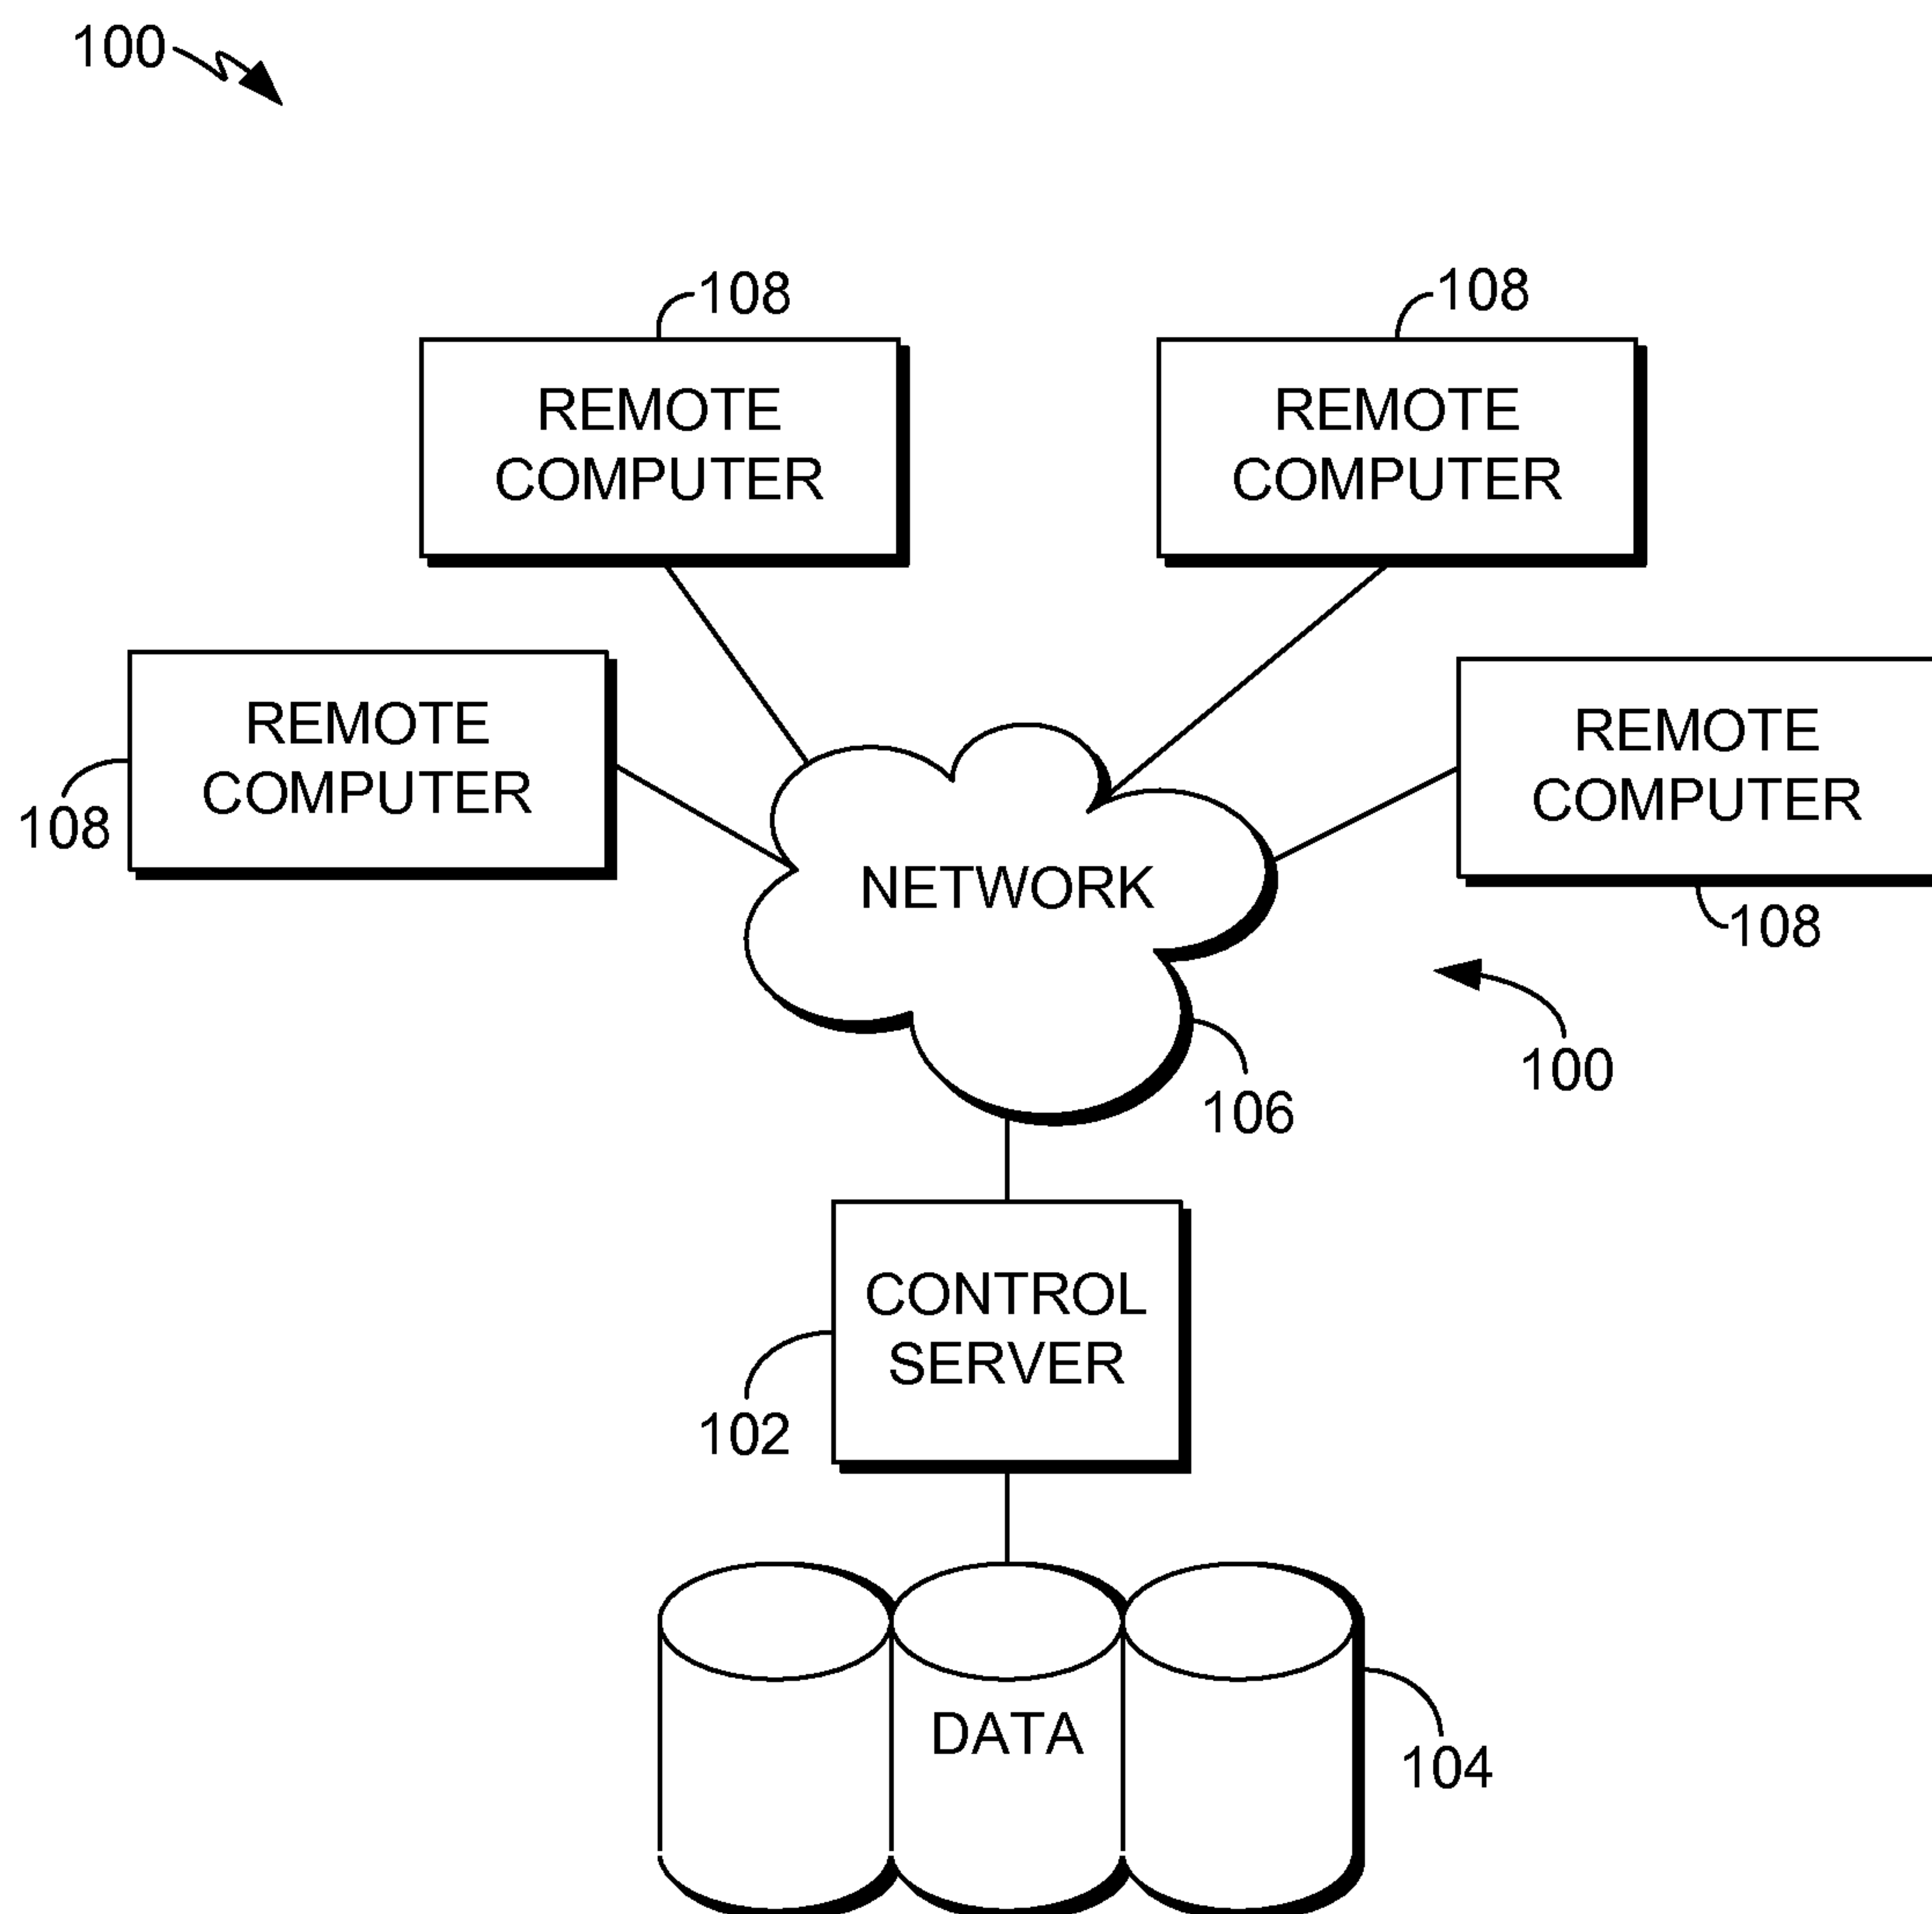 100
108
108
REMOTE
COMPUTER
REMOTE
COMPUTER
REMOTE
COMPUTER
108
REMOTE
COMPUTER
108
NETWORK
100
106
CONTROL
SERVER
102
DATA
104